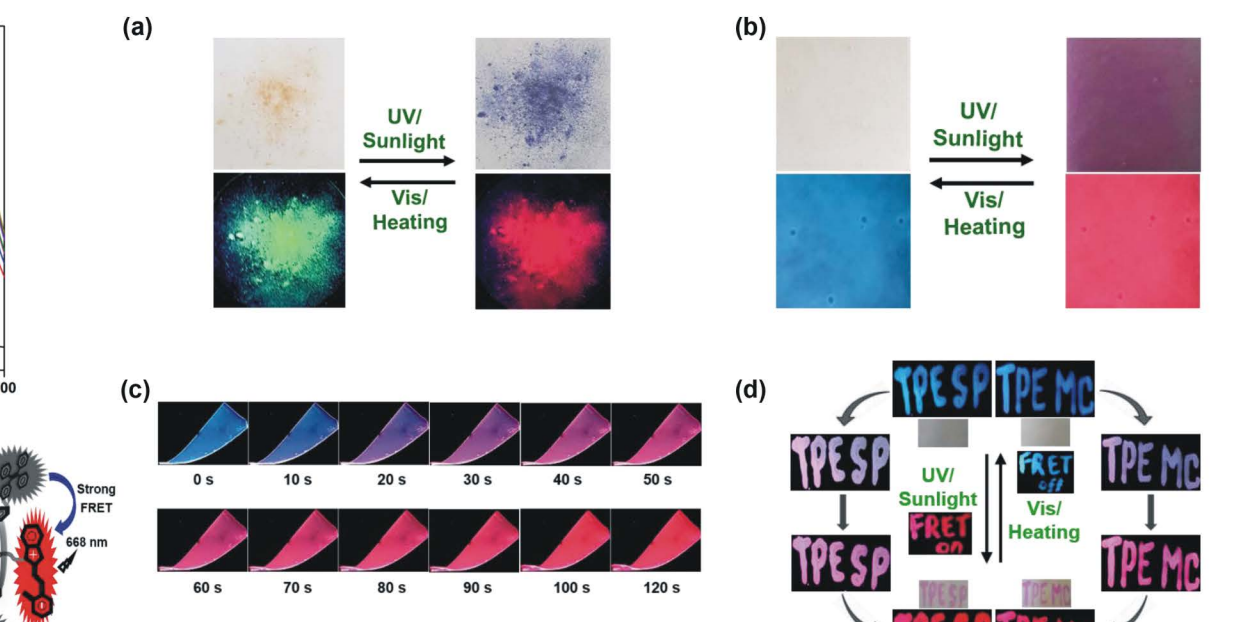 00
Strong
FRET
668 nm
(a)
UV/
Sunlight
Vis/
Heating
(b)
UV/
Sunlight
Vis/
Heating
(c)
0 s 10 s 20 s 30 s 40 s 50 s
60 s 70 s 80 s 90 s 100 s 120 s
(d)
TPE SP TPE MC
TPE SP
TPE MC
FRET
off
UV/
Sunlight
Vis/
Heating
FRET
on
TPE SP
TPE MC
TPE SP TPE MC